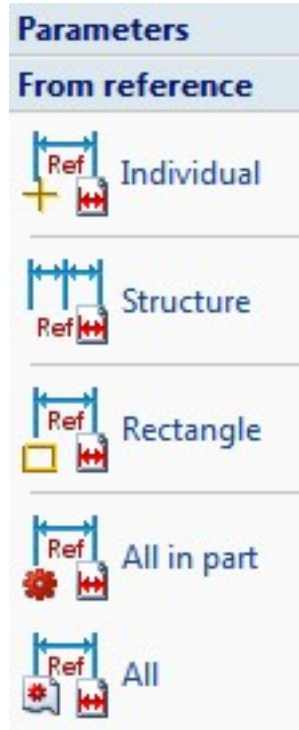 Parameters
From reference
Ref Individual
Ref Structure
Ref Rectangle
Ref All in part
Ref All